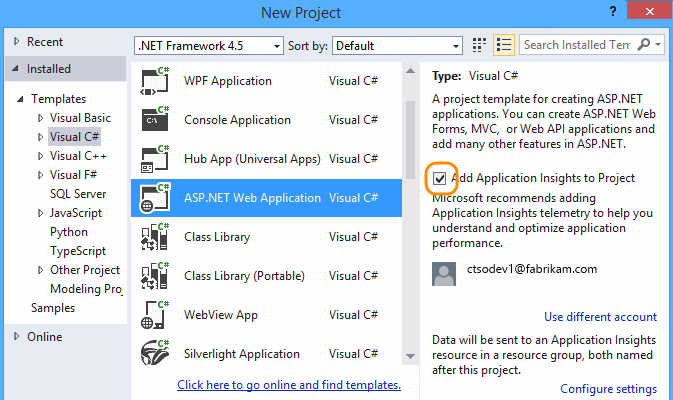 New Project
?
Recent
Installed
Templates
Visual Basic
Visual C#
Visual C++
Visual F#
SQL Server
JavaScript
Python
TypeScript
Other Project
Modeling Proj
Samples
Online
.NET Framework 4.5
Sort by: Default
Search Installed Tem
C# WPF Application Visual C#
C:\ Console Application Visual C#
C# Hub App (Universal Apps) Visual C#
C# ASP.NET Web Application Visual C#
C# Class Library Visual C#
C# Class Library (Portable) Visual C#
C# WebView App Visual C#
C# Silverlight Application Visual C#
Click here to go online and find templates.
Type: Visual C#
A project template for creating ASP.NET
applications. You can create ASP.NET Web
Forms, MVC, or Web API applications and
add many other features in ASP.NET.
Add Application Insights to Project
Microsoft recommends adding
Application Insights telemetry to help you
understand and optimize application
performance.
ctsodev1@fabrikam.com
Use different account
Data will be sent to an Application Insights
resource in a resource group, both named
after this project.
Configure settings